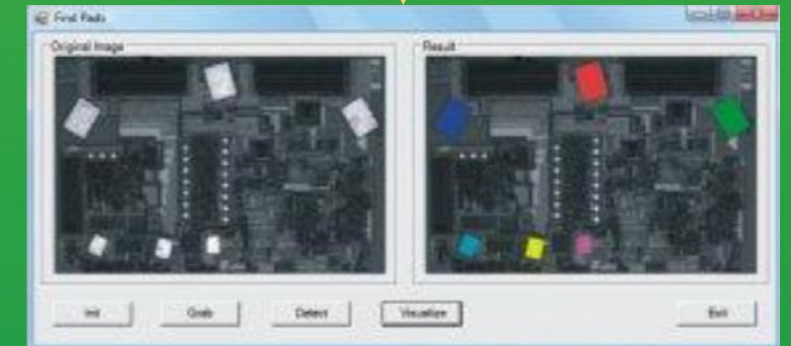 Find Pads
Original Image
Result
Init
Grab
Detect
Visualize
Exit